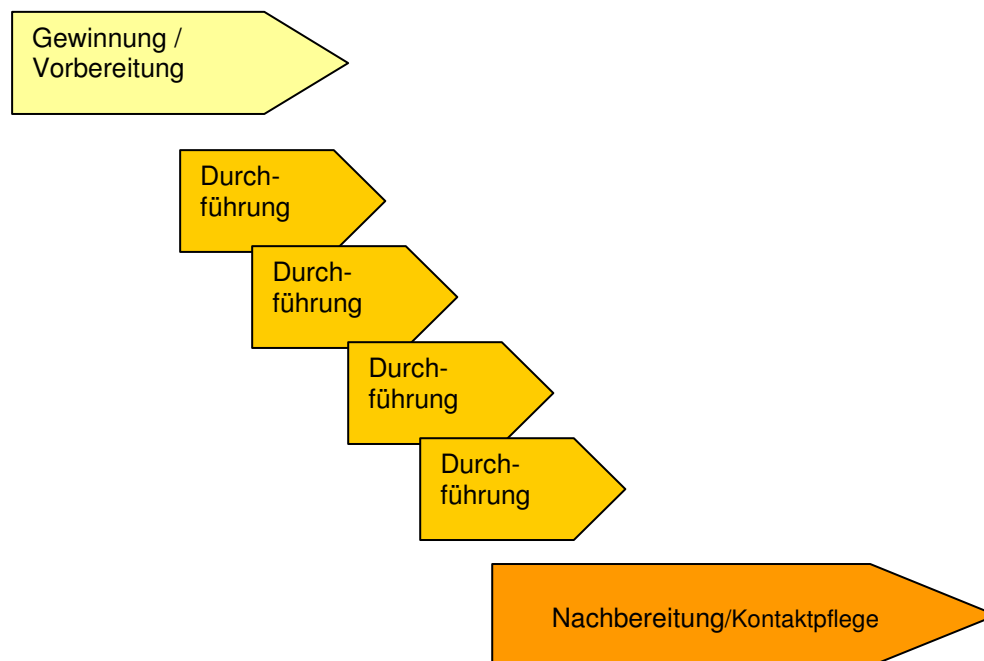 Gewinnung /
Vorbereitung
Durch-
führung
Durch-
führung
Durch-
führung
Durch-
führung
Nachbereitung/Kontaktpflege